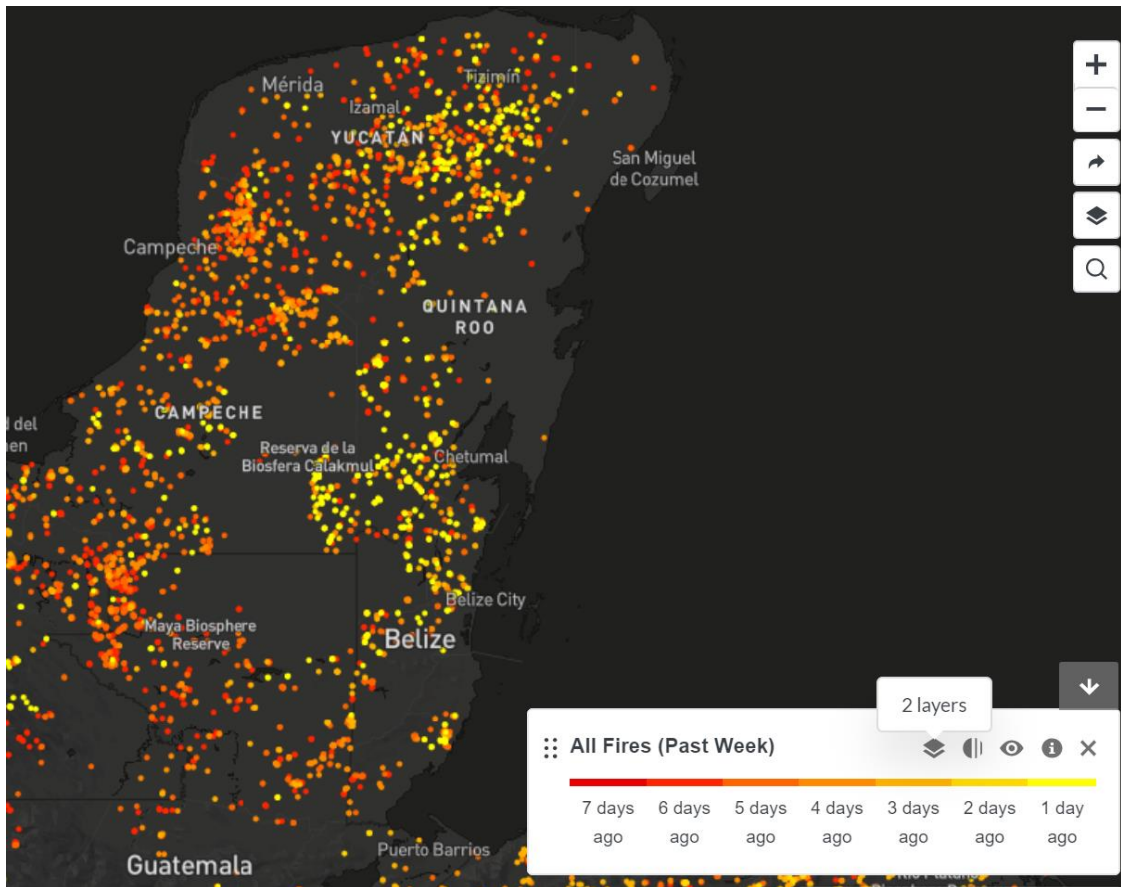 Mérida
Tizimín
Izamal
YUCATÁN
San Miguel
de Cozumel
Campeche
QUINTANA
ROO
CAMPECHE
d del
en
Reserva de la
Biosfera Calakmul
Chetumal
Belize City
Maya Biosphere
Reserve
Belize
2 layers
All Fires (Past Week)
7 days
ago
6 days
ago
5 days
ago
4 days
ago
3 days
ago
2 days
ago
1 day
ago
Puerto Barrios
Guatemala